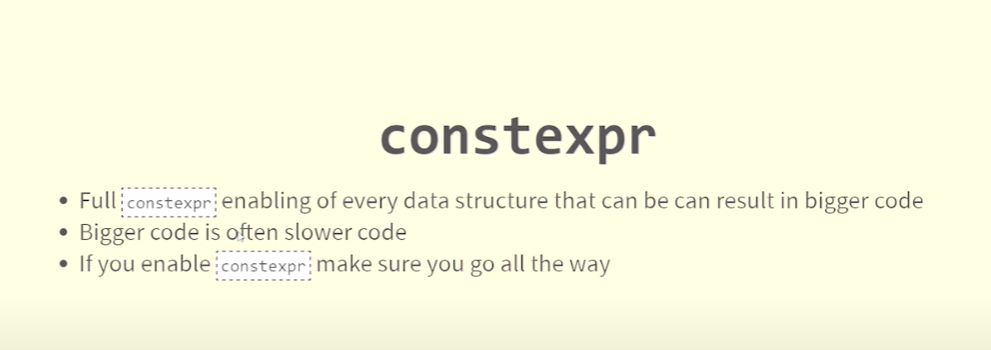 constexpr
Full constexpr enabling of every data structure that can be can result in bigger code
Bigger code is often slower code
If you enable constexpr make sure you go all the way